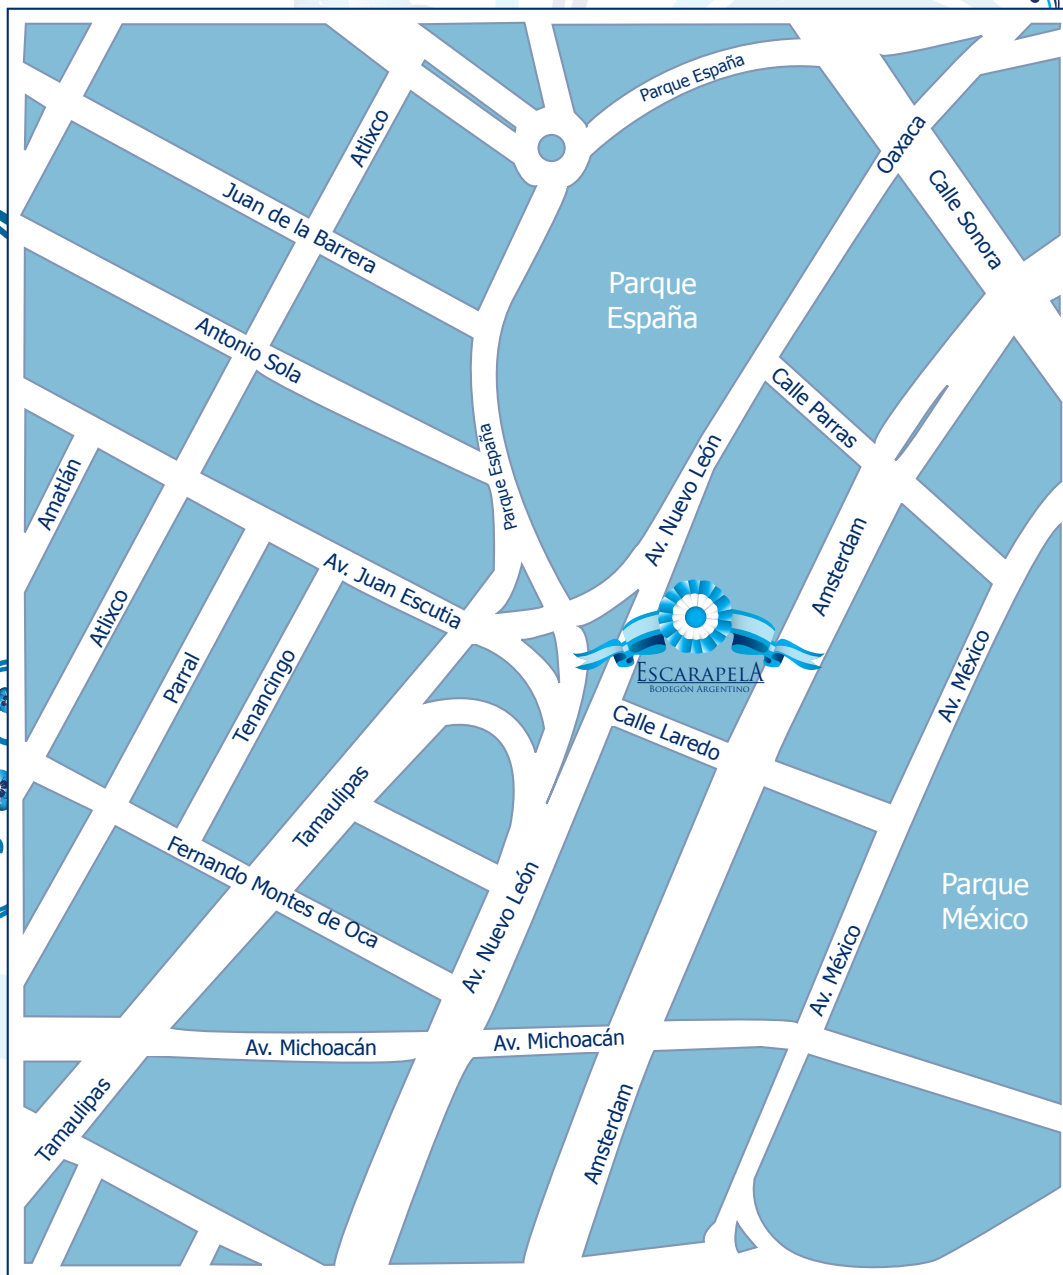 Parque España
Oaxaca
Atlixco
Calle Sonora
Juan de la Barrera
Parque
España
Antonio Sola
Calle Parras
Parque España
Av. Nuevo León
Amatlán
Av. Juan Escutia
Amsterdam
Atlixco
Parral
Tenancingo
ESCARAPELA
BODEGÓN ARGENTINO
Av. México
Calle Laredo
Tamaulipas
Fernando Montes de Oca
Av. Nuevo León
Parque
México
Av. México
Av. Michoacán
Av. Michoacán
Tamaulipas
Amsterdam